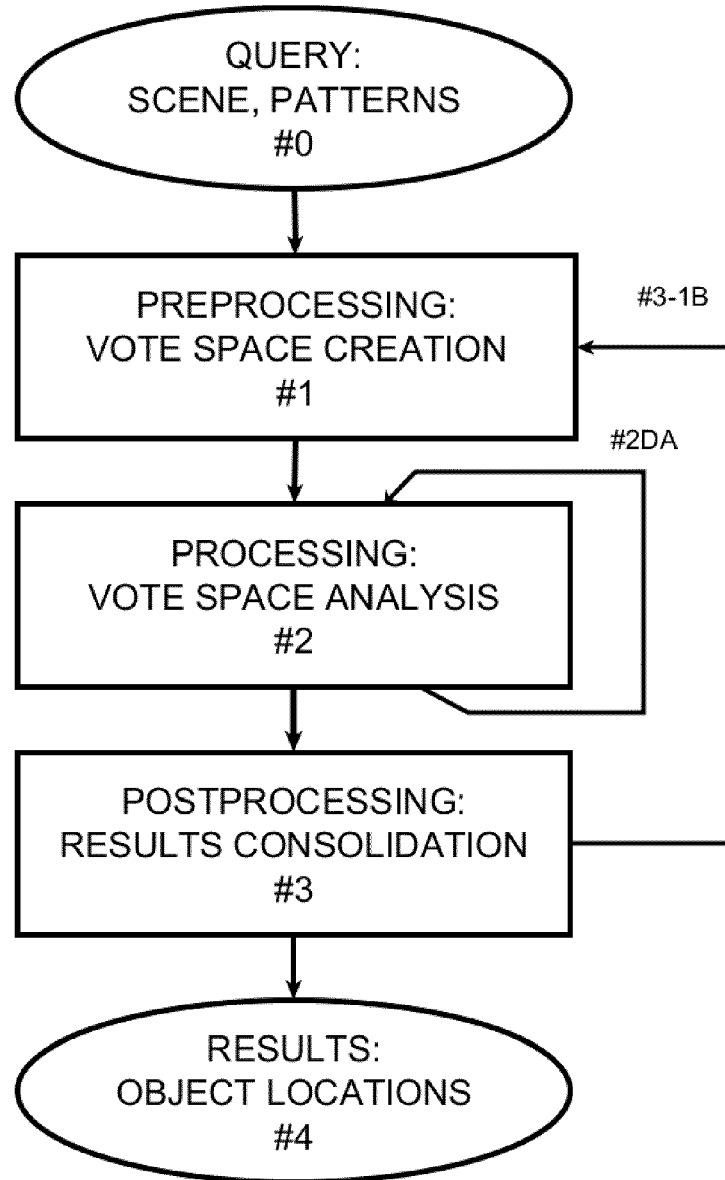 QUERY:
SCENE, PATTERNS
#0
PREPROCESSING:
VOTE SPACE CREATION
#1
#3-1B
#2DA
PROCESSING:
VOTE SPACE ANALYSIS
#2
POSTPROCESSING:
RESULTS CONSOLIDATION
#3
RESULTS:
OBJECT LOCATIONS
#4